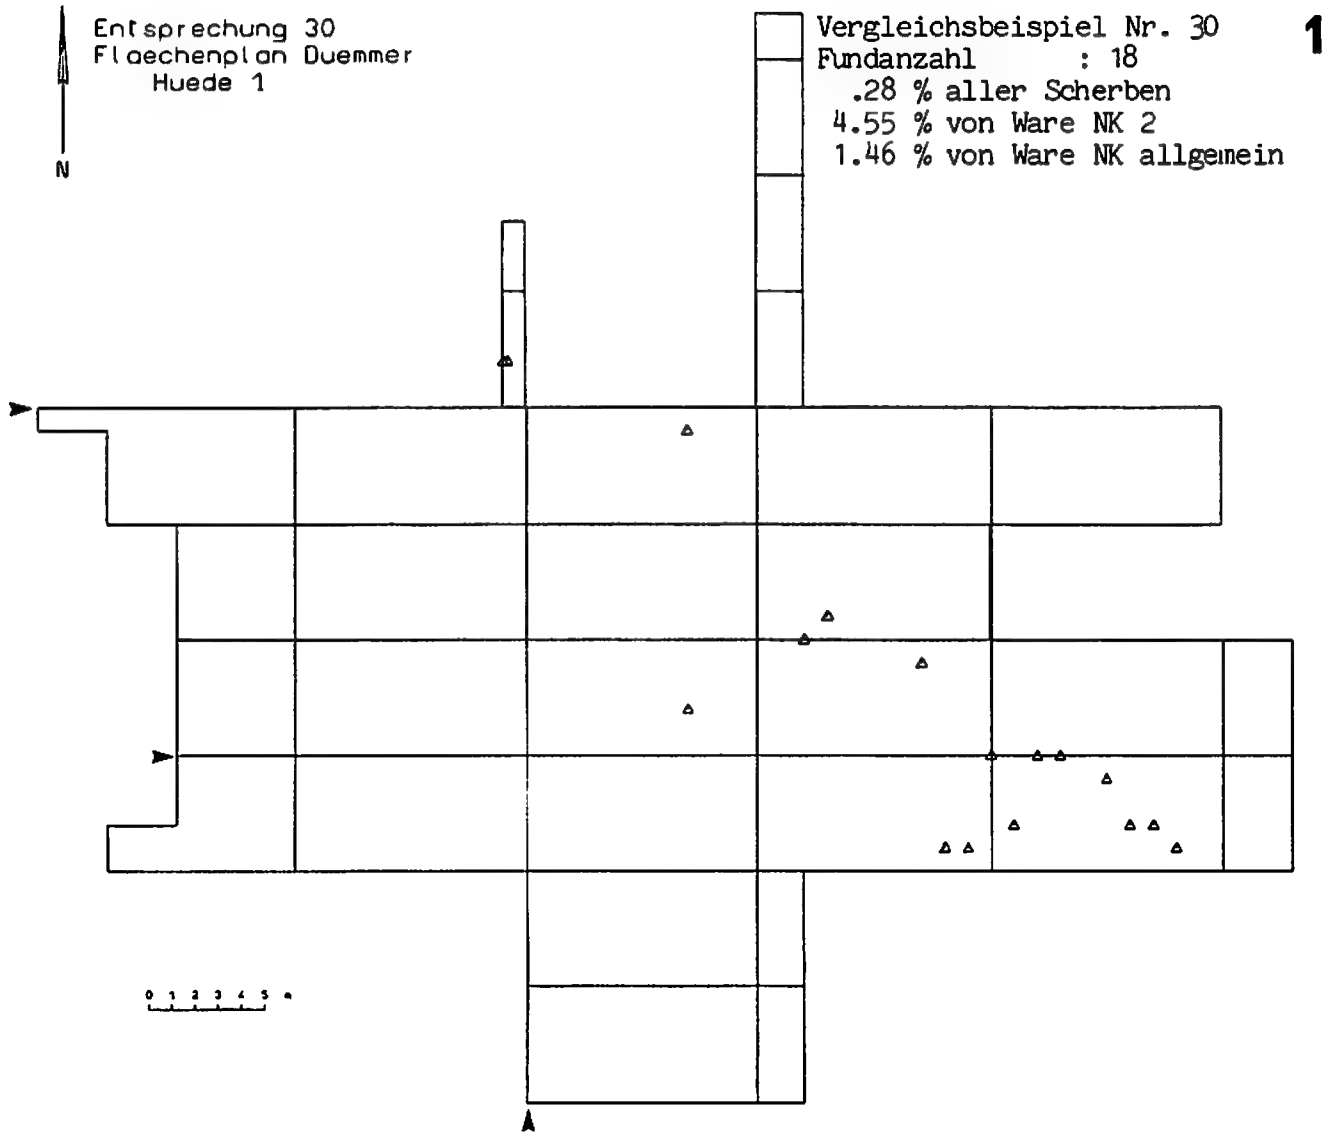 Entsprechung 30
Flaechenplan Duemmer
Huede 1
N
Vergleichsbeispiel Nr. 30
Fundanzahl : 18
.28 % aller Scherben
4.55 % von Ware NK 2
1.46 % von Ware NK allgemein
1
0 1 2 3 4 5 m